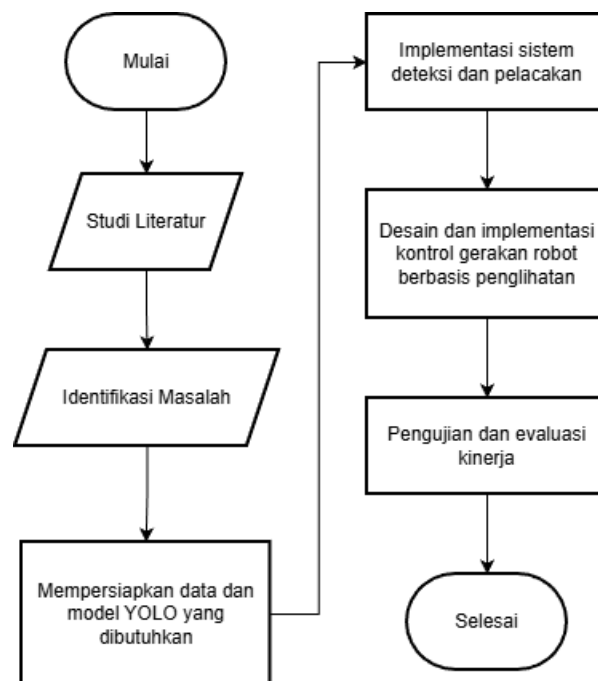 Mulai
Studi Literatur
Identifikasi Masalah
Mempersiapkan data dan
model YOLO yang
dibutuhkan
Implementasi sistem
deteksi dan pelacakan
Desain dan implementasi
kontrol gerakan robot
berbasis penglihatan
Pengujian dan evaluasi
kinerja
Selesai